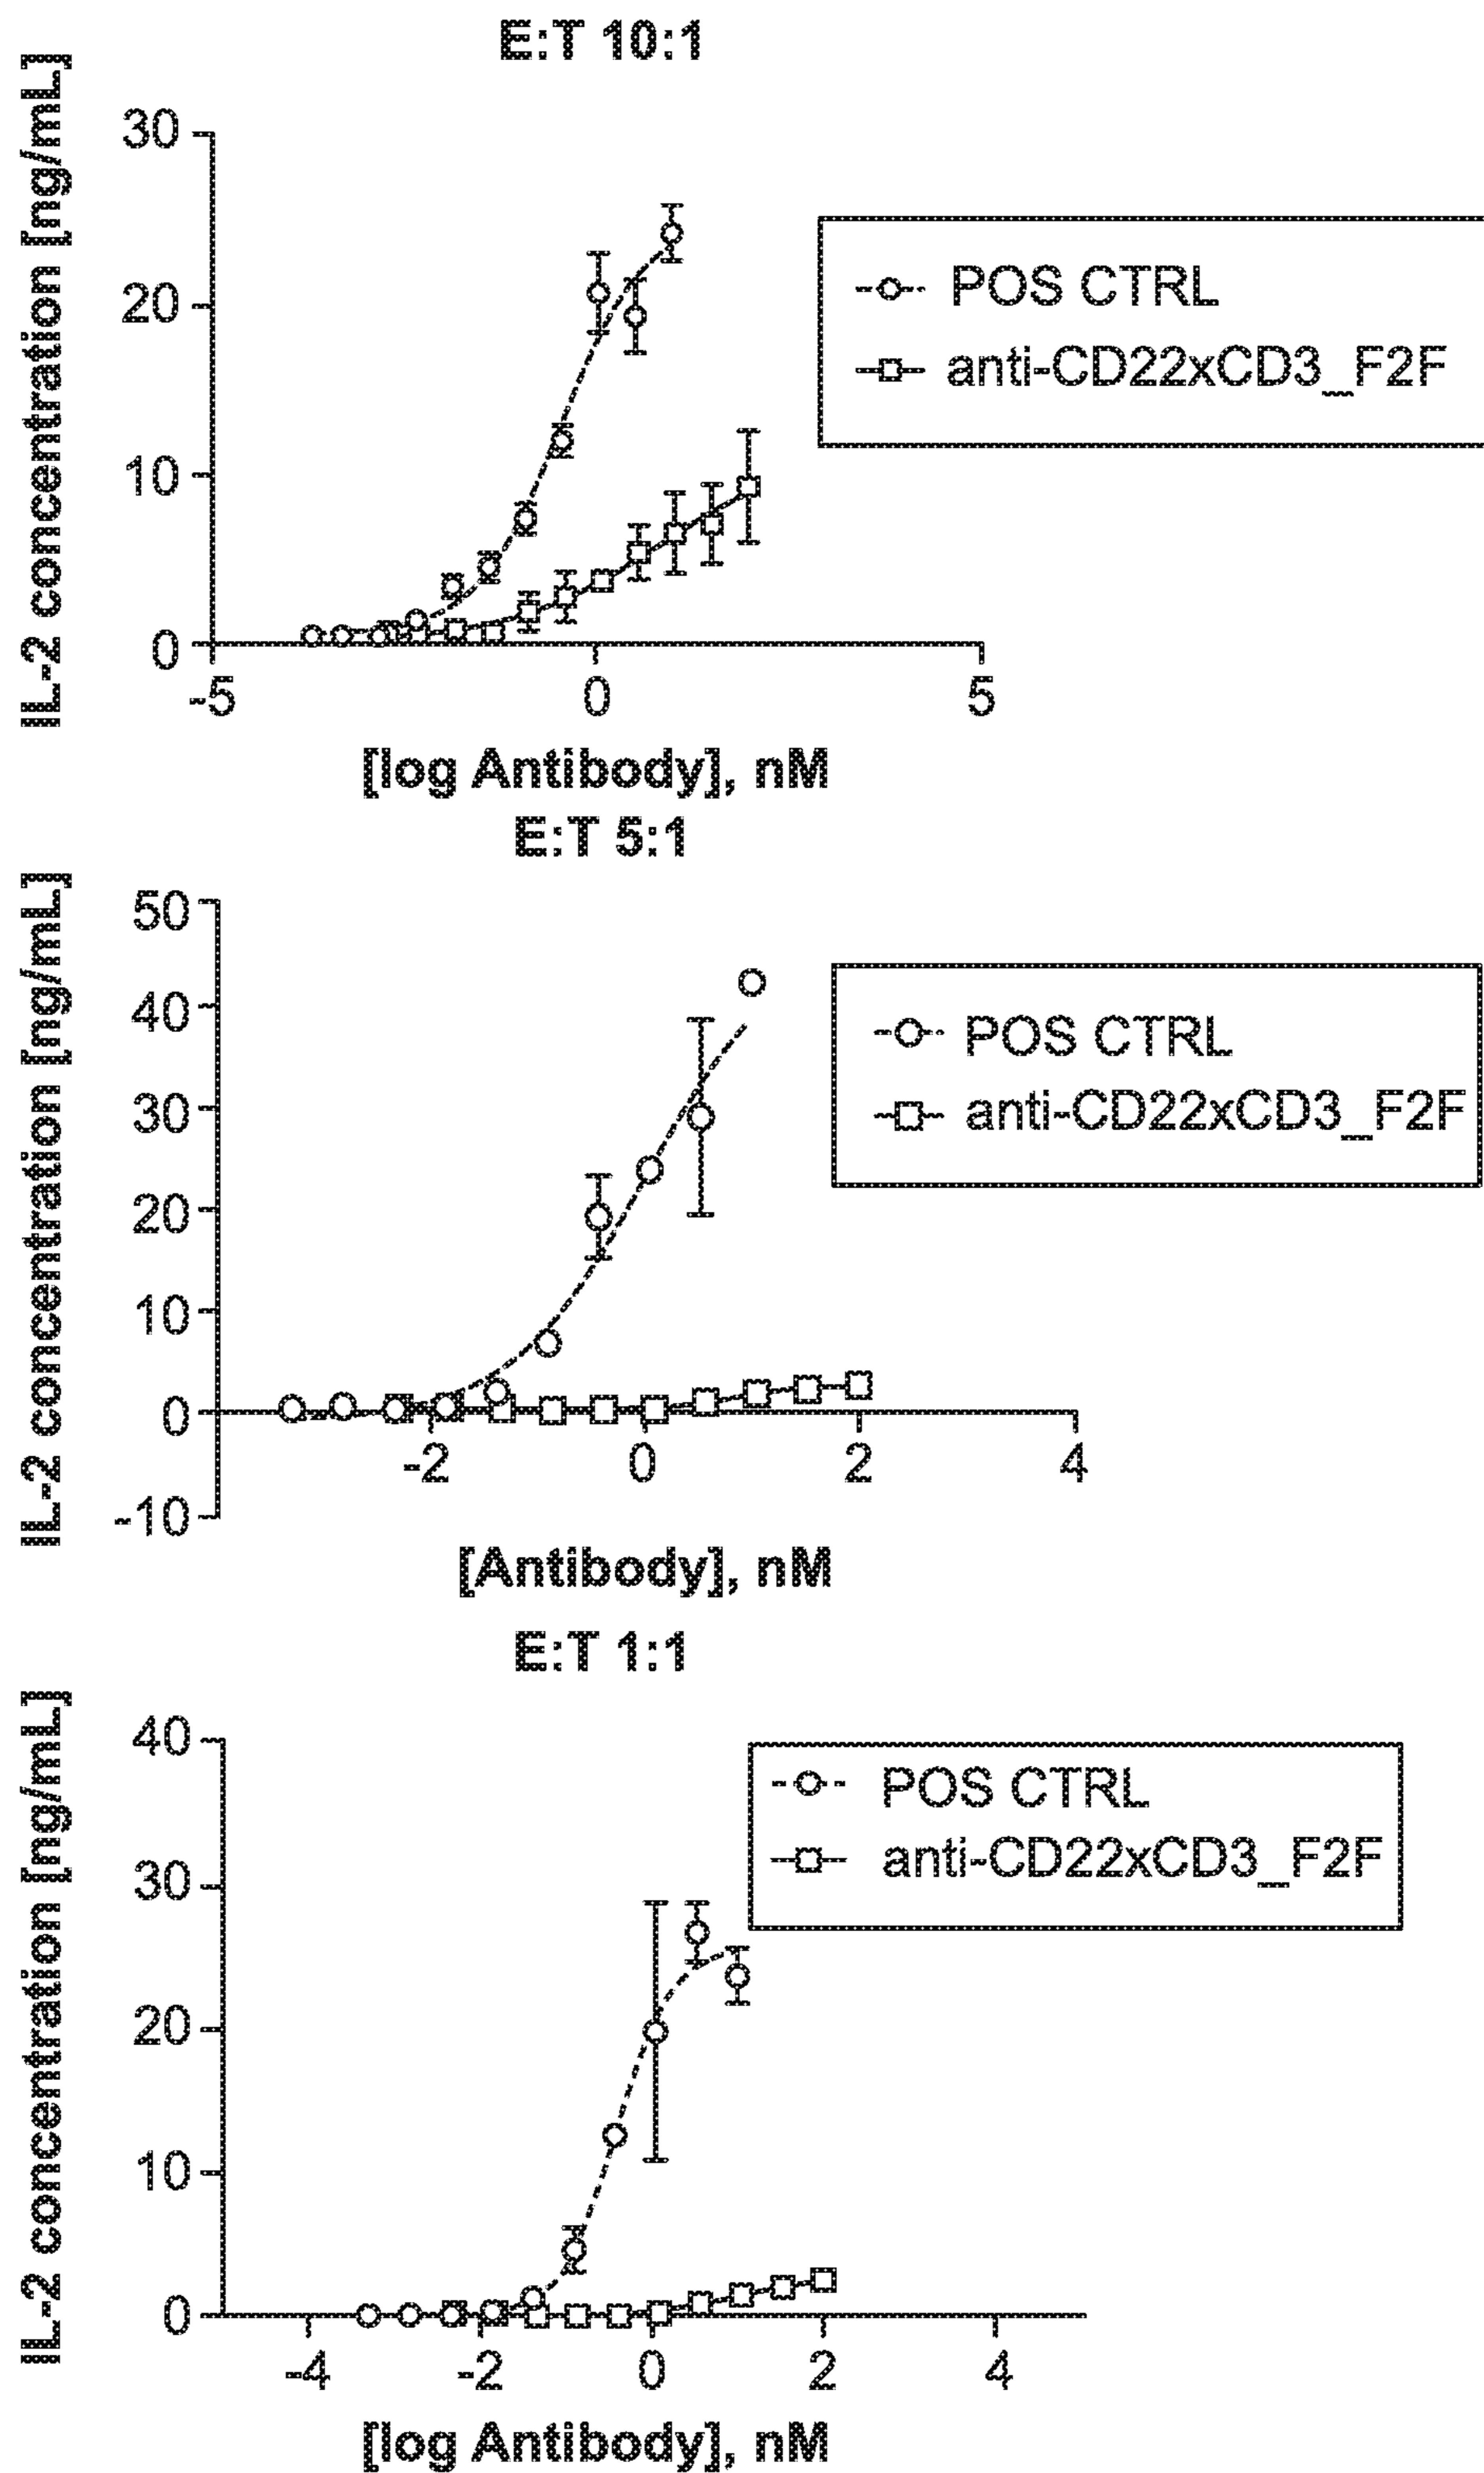 E:T 10:1
IL-2 concentration [ng/mL]
30
20
10
0
-5
0
5
POS CTRL
anti-CD22xCD3_F2F
[log Antibody], nM
E:T 5:1
IL-2 concentration [ng/mL]
50
40
30
20
10
0
-10
-2
0
2
4
POS CTRL
anti-CD22xCD3_F2F
[Antibody], nM
E:T 1:1
IL-2 concentration [ng/mL]
40
30
20
10
0
-4
-2
0
2
4
POS CTRL
anti-CD22xCD3_F2F
[log Antibody], nM